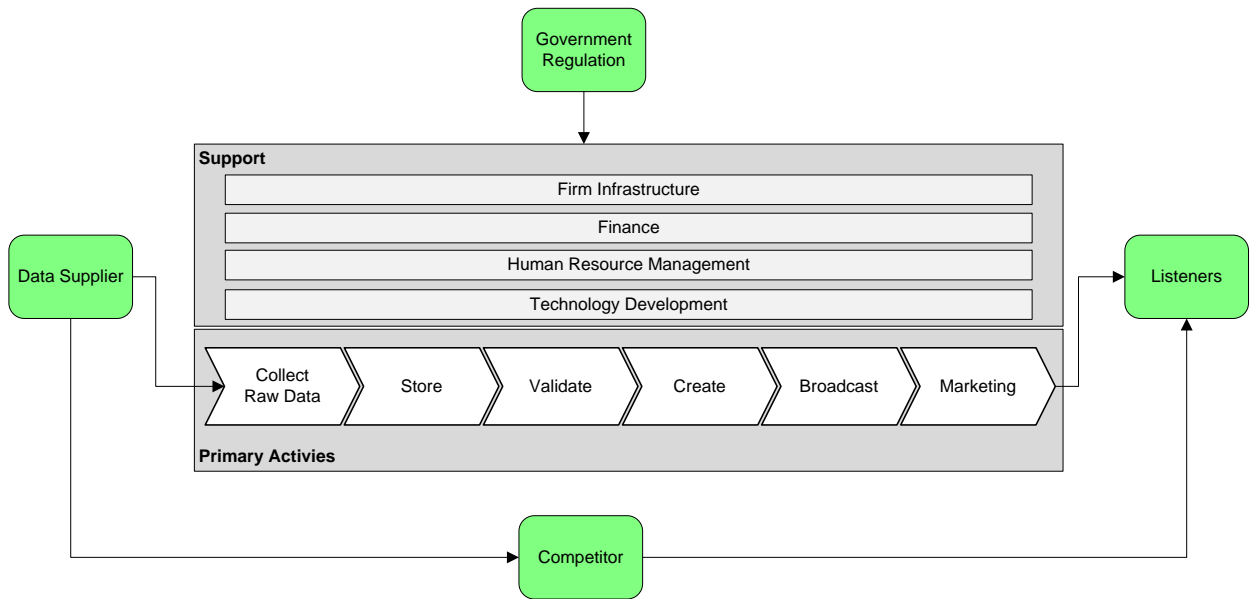 Government
Regulation
Support
Firm Infrastructure
Finance
Data Supplier
Human Resource Management
Listeners
Technology Development
Collect
Raw Data
Store
Validate
Create
Broadcast
Marketing
Primary Activies
Competitor